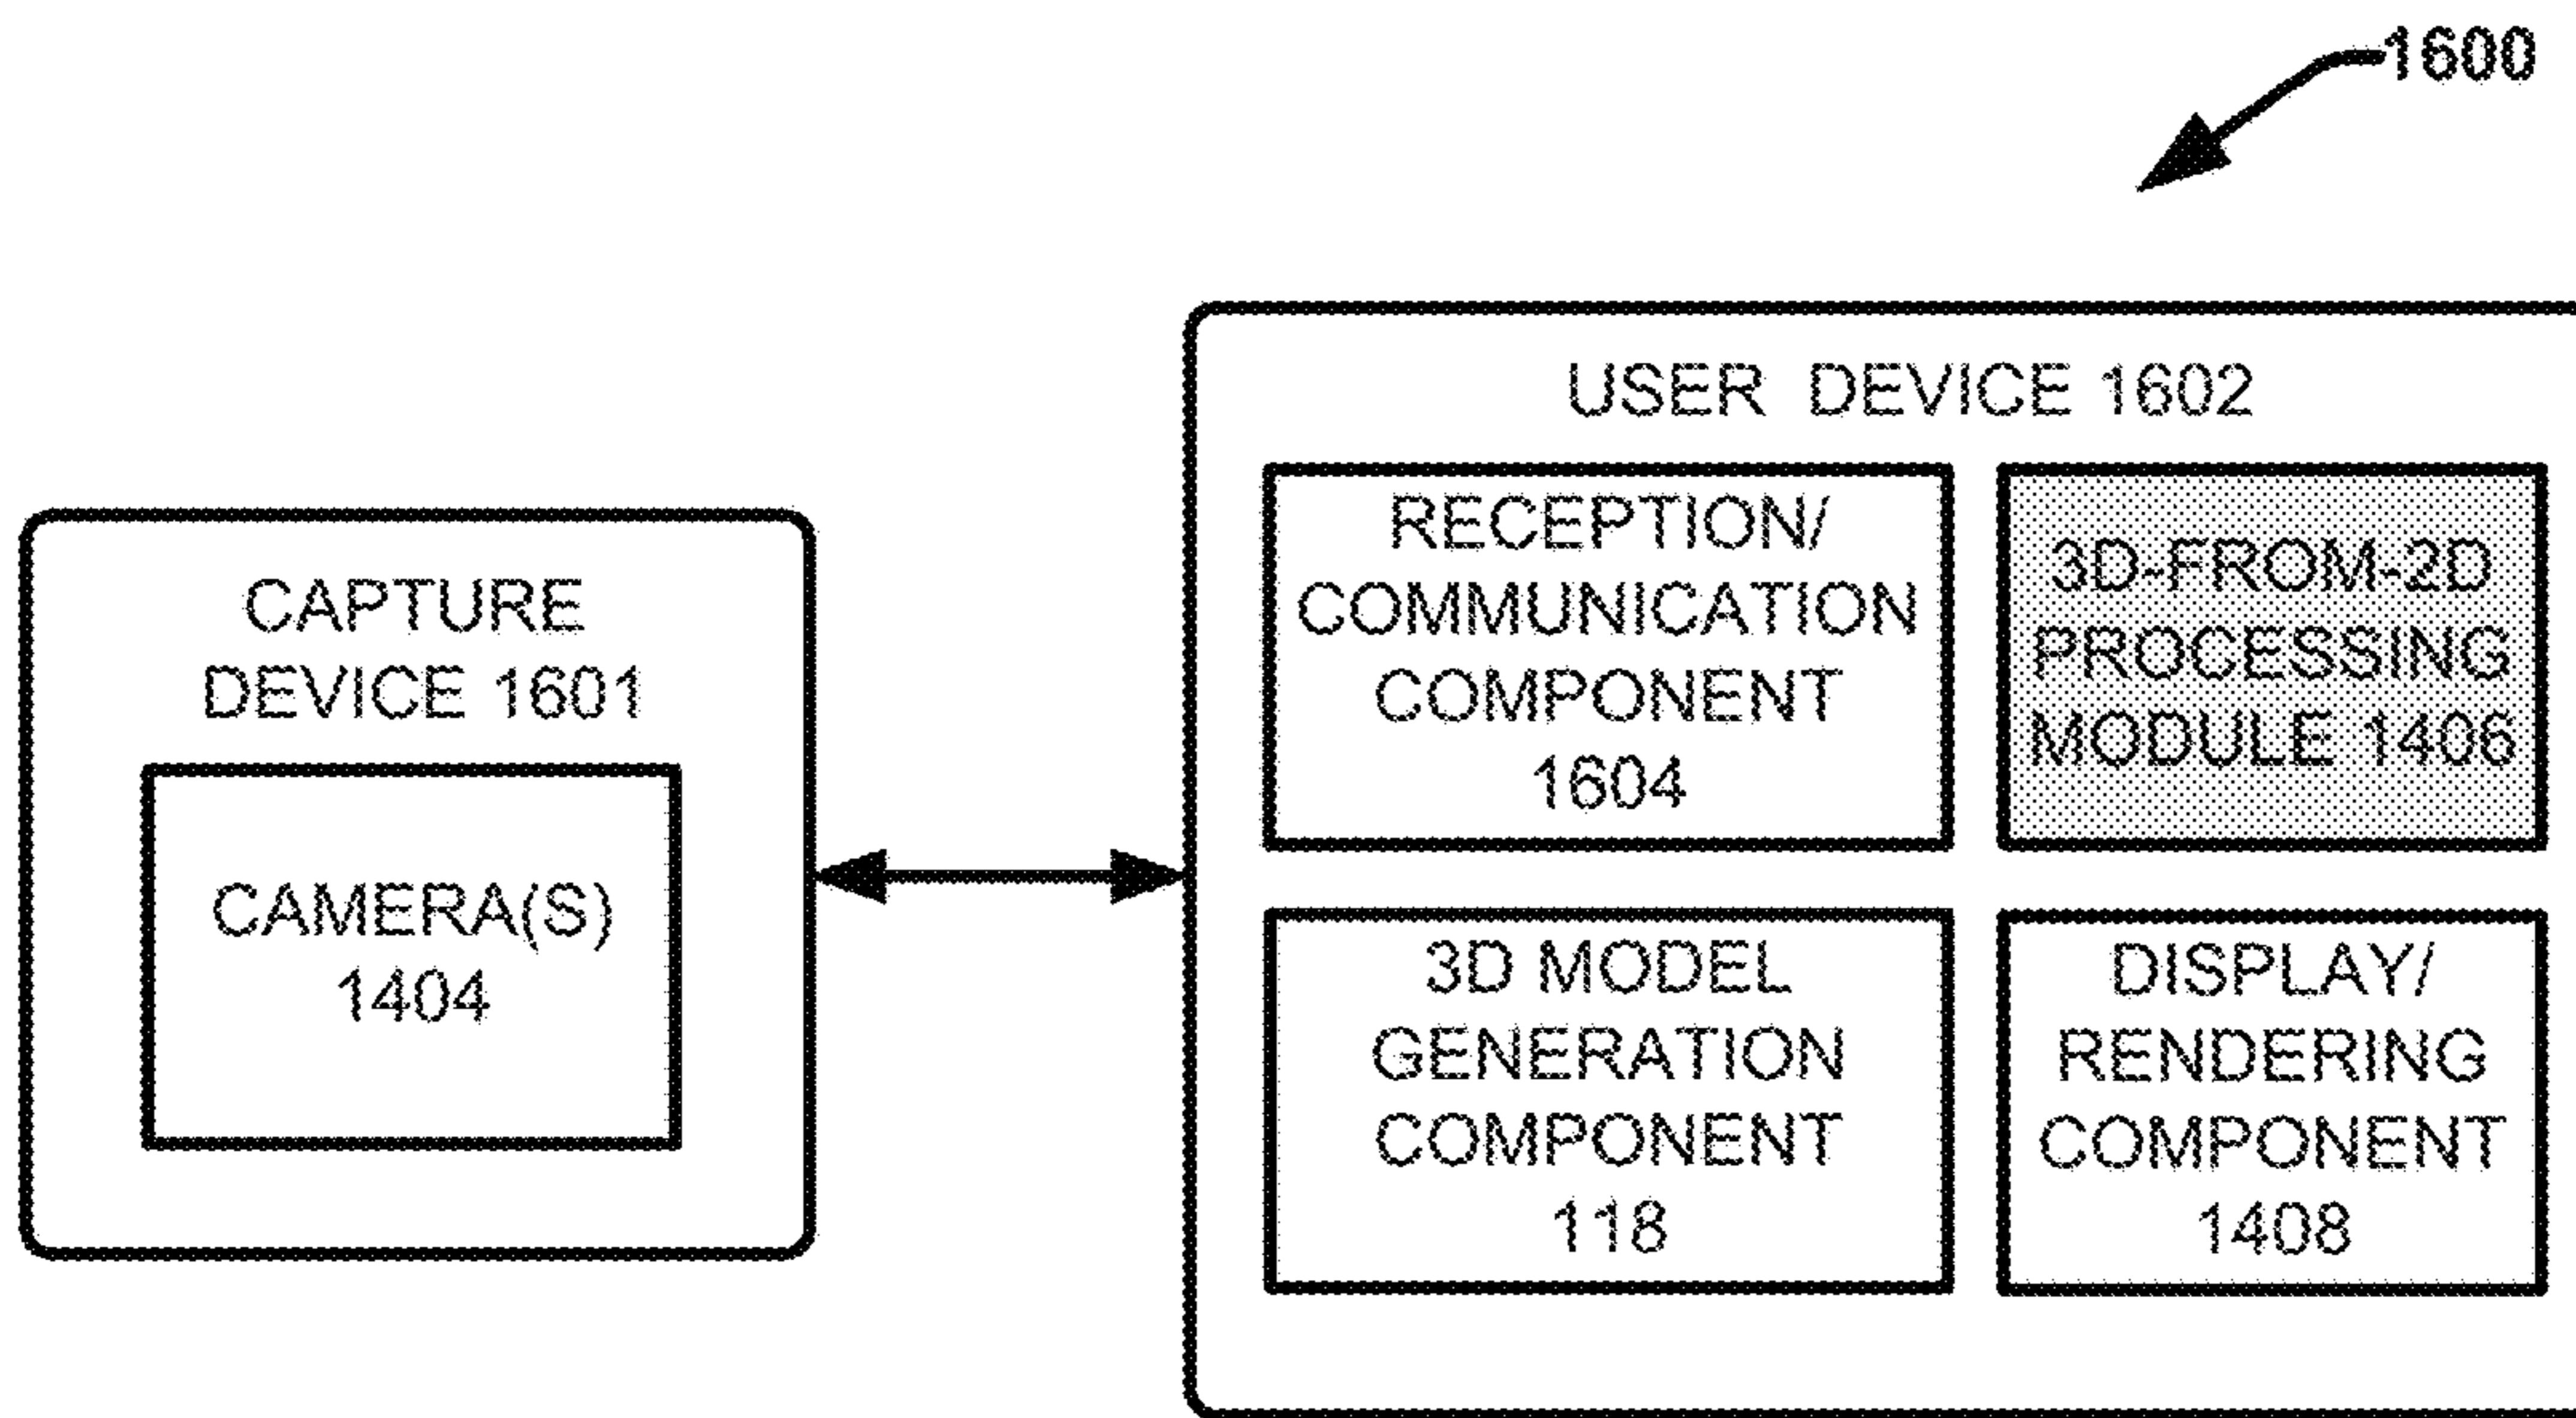 1600
USER DEVICE 1602
CAPTURE
DEVICE 1601
CAMERA(S)
1404
RECEPTION/
COMMUNICATION
COMPONENT
1604
3D-FROM-2D
PROCESSING
MODULE 1406
3D MODEL
GENERATION
COMPONENT
118
DISPLAY/
RENDERING
COMPONENT
1408